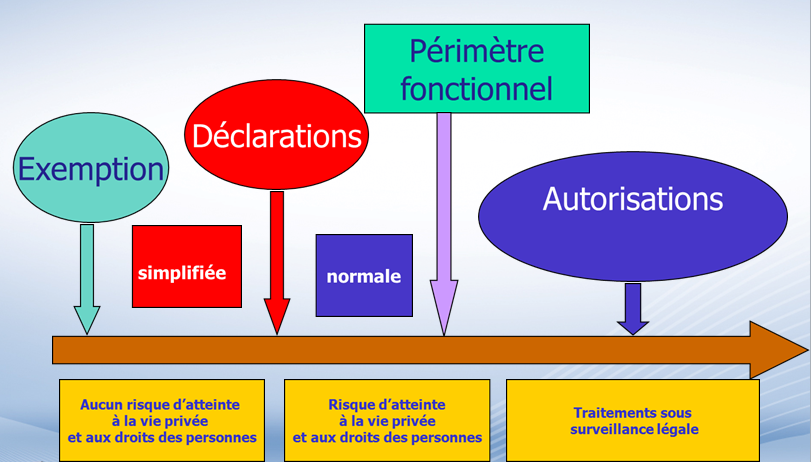 Périmètre
fonctionnel
Déclarations
Exemption
Autorisations
simplifiée
normale
Aucun risque d'atteinte
à la vie privée
et aux droits des personnes
Risque d'atteinte
à la vie privée
et aux droits des personnes
Traitements sous
surveillance légale